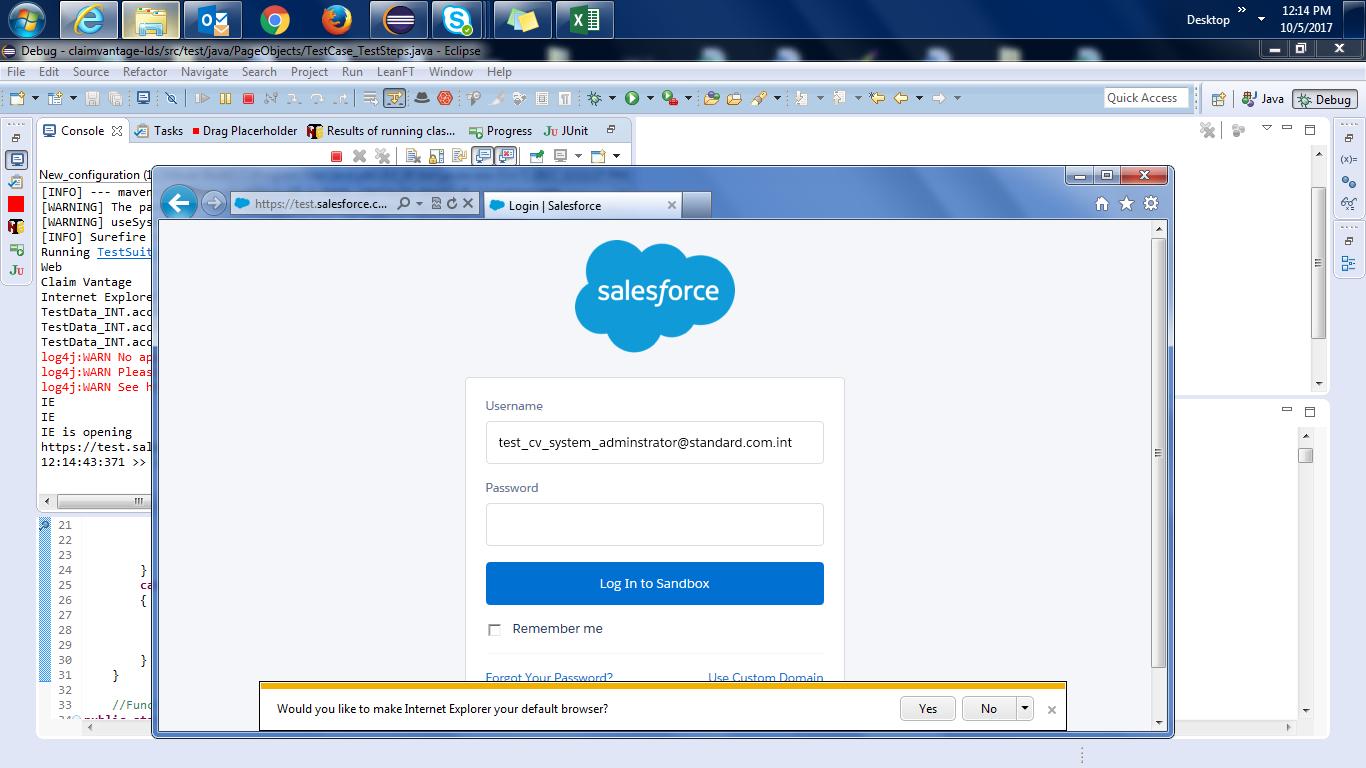 12:14 PM
Desktop
10/5/2017
Debug - claimvantage-lds/src/test/java/PageObjects/TestCase_TestSteps.java - Eclipse
File Edit Source Refactor Navigate Search Project Run LeanFT Window Help
Quick Access Java Debug
Console Tasks Drag Placeholder Results of running clas... Progress JUnit
New_configuration (1
[INFO] --- maven
[WARNING] The pa
[WARNING] useSys
[INFO] Surefire
Running TestSuit
Web
Claim Vantage
Internet Explore
TestData_INT.acc
TestData_INT.acc
TestData_INT.acc
log4j:WARN No ap
log4j:WARN Pleas
log4j:WARN See h
IE
IE
IE is opening
https://test.sal
12:14:43:371 >>
21
22
23
24 }
25 ca
26 {
27
28
29
30 }
31 }
32
33 //Func
34 public sta
https://test.salesforce.c... Login | Salesforce
salesforce
Username
test_cv_system_adminstrator@standard.com.int
Password
Log In to Sandbox
Remember me
Forgot Your Password? Use Custom Domain
Would you like to make Internet Explorer your default browser? Yes No